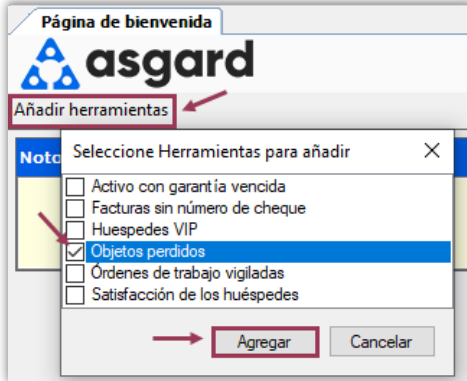 Página de bienvenida
asgard
Añadir herramientas
Seleccione Herramientas para añadir
Activo con garantía vencida
Facturas sin número de cheque
Huespedes VIP
Objetos perdidos
Órdenes de trabajo vigiladas
Satisfacción de los huéspedes
Agregar Cancelar